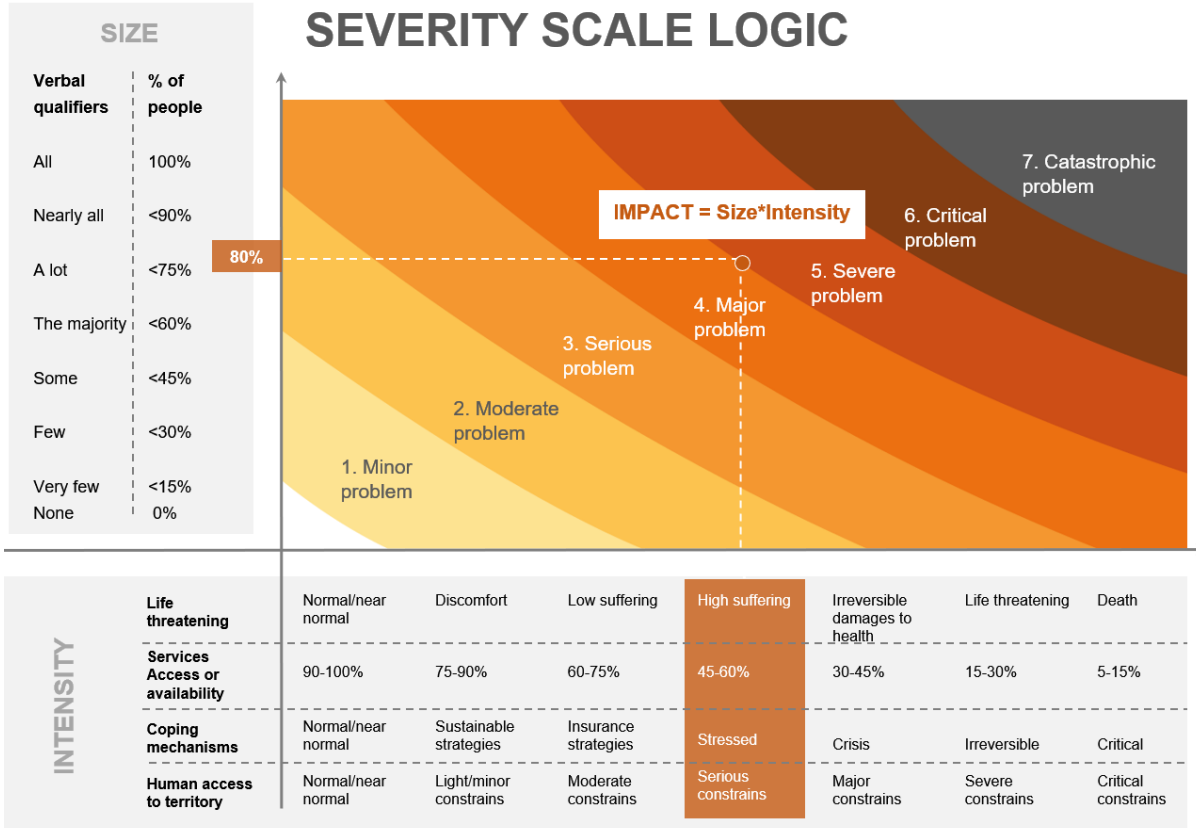 SIZE
SEVERITY SCALE LOGIC
Verbal
qualifiers
% of
people
All 100%
Nearly all <90%
A lot <75%
The majority <60%
Some <45%
Few <30%
Very few <15%
None 0%
80%
IMPACT = Size*Intensity
7. Catastrophic
problem
6. Critical
problem
5. Severe
problem
4. Major
problem
3. Serious
problem
2. Moderate
problem
1. Minor
problem
INTENSITY
Life
threatening
Normal/near
normal
Discomfort
Low suffering
High suffering
Irreversible
damages to
health
Life threatening
Death
Services
Access or
availability
90-100%
75-90%
60-75%
45-60%
30-45%
15-30%
5-15%
Coping
mechanisms
Normal/near
normal
Sustainable
strategies
Insurance
strategies
Stressed
Crisis
Irreversible
Critical
Human access
to territory
Normal/near
normal
Light/minor
constrains
Moderate
constrains
Serious
constrains
Major
constrains
Severe
constrains
Critical
constrains